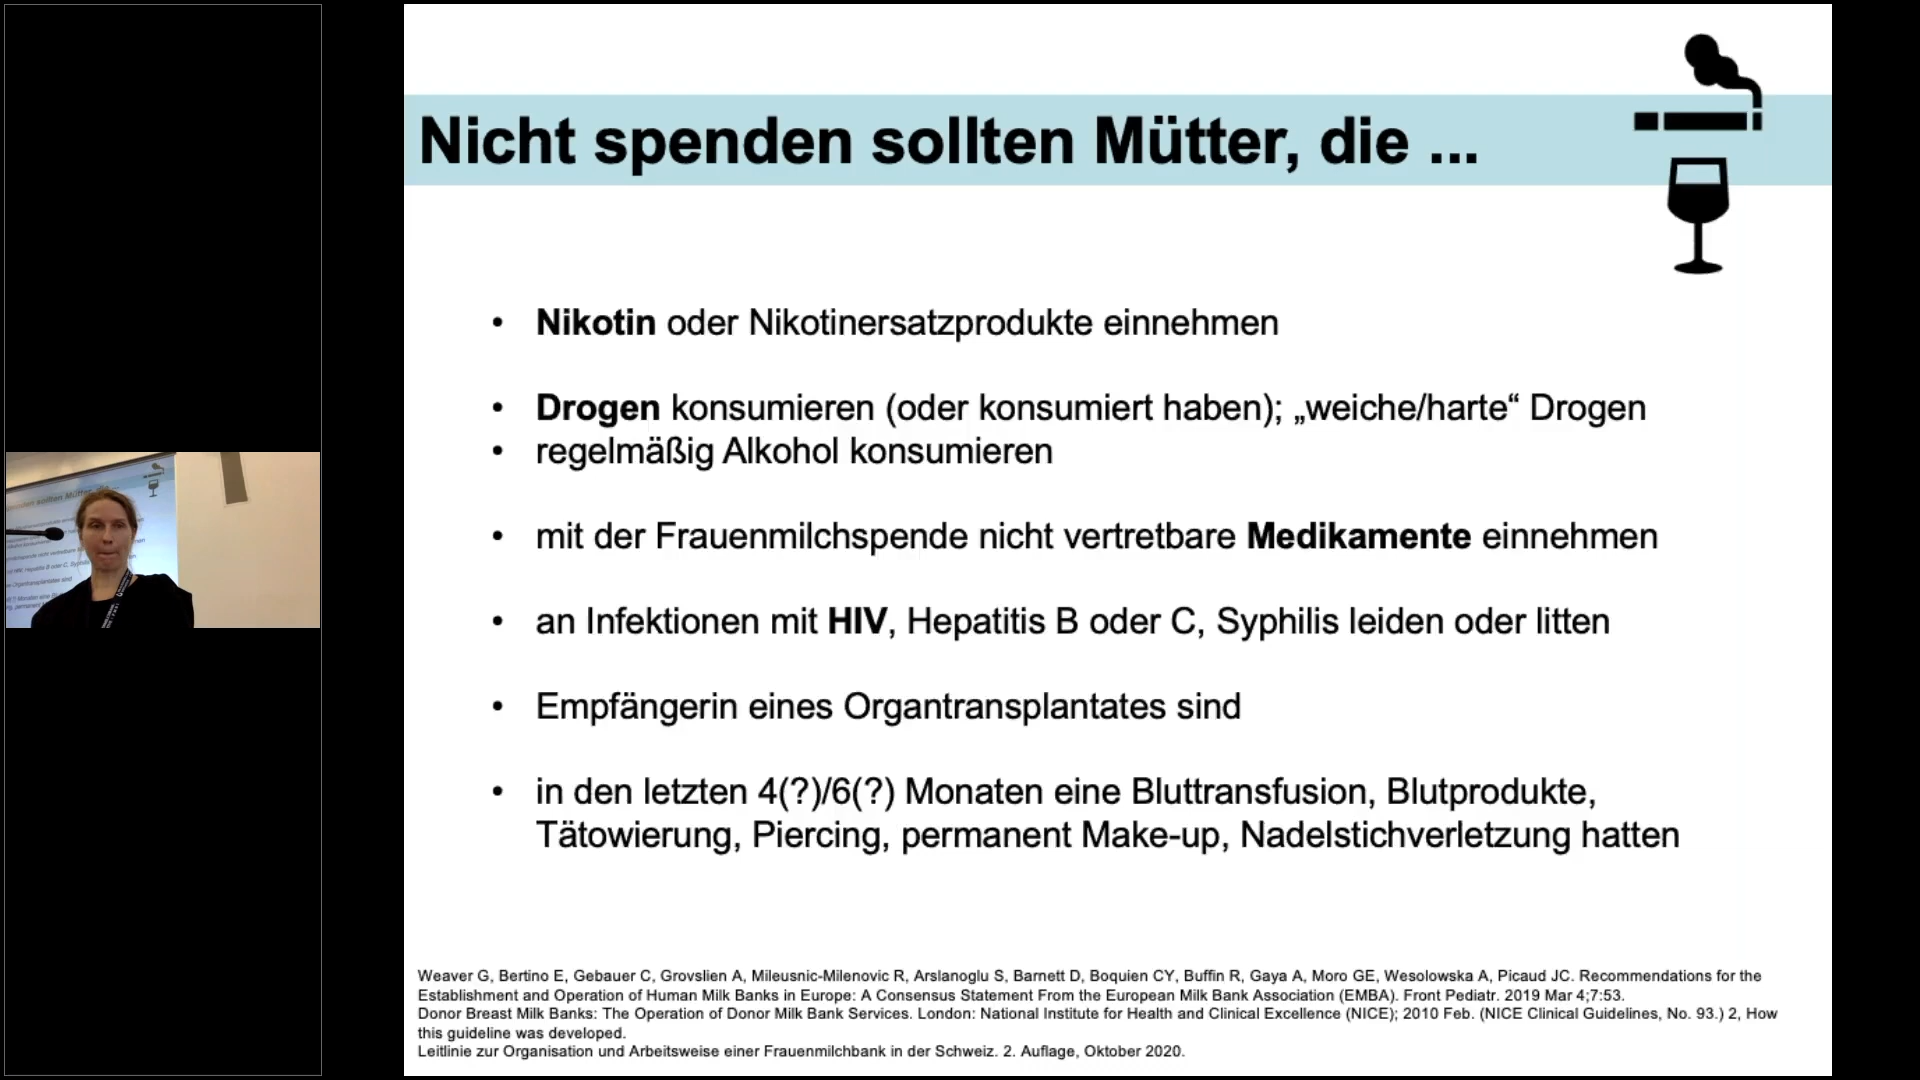 Nicht spenden sollten Mütter, die ...
• Nikotin oder Nikotinersatzprodukte einnehmen
• Drogen konsumieren (oder konsumiert haben); „weiche/harte“ Drogen
• regelmäßig Alkohol konsumieren
• mit der Frauenmilchspende nicht vertretbare Medikamente einnehmen
• an Infektionen mit HIV, Hepatitis B oder C, Syphilis leiden oder litten
• Empfängerin eines Organtransplantates sind
• in den letzten 4(?)/6(?) Monaten eine Bluttransfusion, Blutprodukte,
Tätowierung, Piercing, permanent Make-up, Nadelstichverletzung hatten
Weaver G, Bertino E, Gebauer C, Grovslien A, Mileusnic-Milenovic R, Arslanoglu S, Barnett D, Boquien CY, Buffin R, Gaya A, Moro GE, Wesolowska A, Picaud JC. Recommendations for the
Establishment and Operation of Human Milk Banks in Europe: A Consensus Statement From the European Milk Bank Association (EMBA). Front Pediatr. 2019 Mar 4;7:53.
Donor Breast Milk Banks: The Operation of Donor Milk Bank Services. London: National Institute for Health and Clinical Excellence (NICE); 2010 Feb. (NICE Clinical Guidelines, No. 93.) 2, How
this guideline was developed.
Leitlinie zur Organisation und Arbeitsweise einer Frauenmilchbank in der Schweiz. 2. Auflage, Oktober 2020.